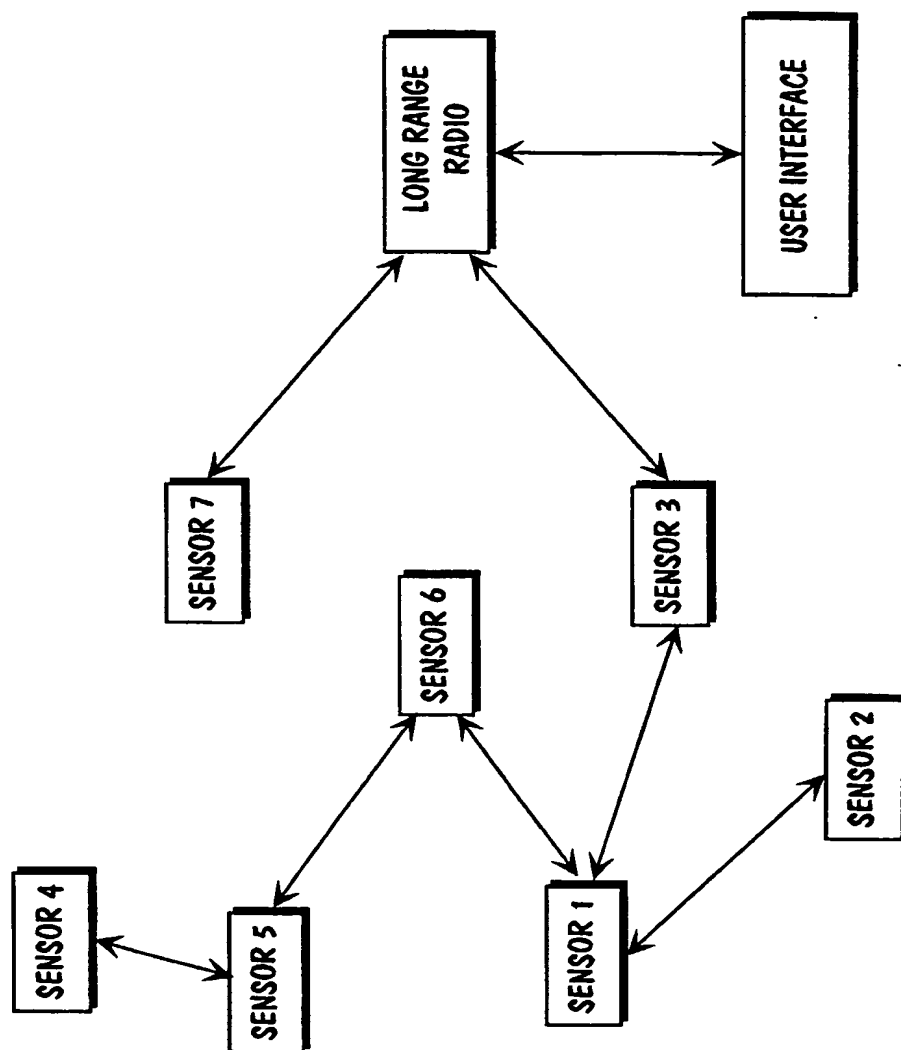 SENSOR 4
SENSOR 5
SENSOR 1
SENSOR 2
SENSOR 6
SENSOR 7
SENSOR 3
LONG RANGE
RADIO
USER INTERFACE